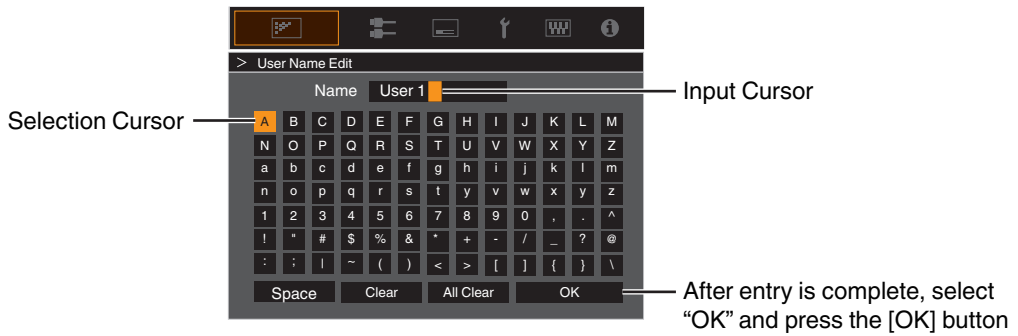 > User Name Edit
Name User 1
Input Cursor
Selection Cursor
A B C D E F G H I J K L M
N O P Q R S T U V W X Y Z
a b c d e f g h i j k l m
n o p q r s t y v w x y z
1 2 3 4 5 6 7 8 9 0 , . ^
! " # $ % & * + - / _ ? @
: ; | ~ ( ) < > [ ] { } \
Space Clear All Clear OK
After entry is complete, select
“OK” and press the [OK] button